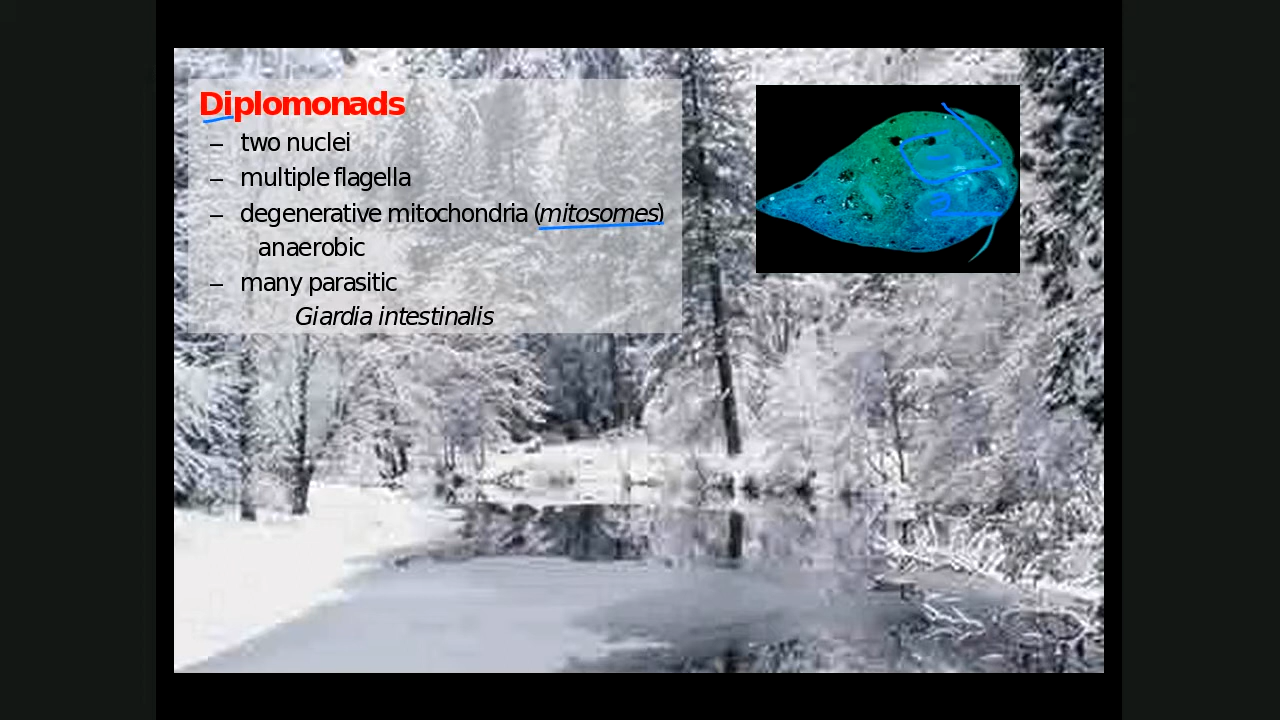 Diplomonads
– two nuclei
– multiple flagella
– degenerative mitochondria (mitosomes)
anaerobic
– many parasitic
Giardia intestinalis